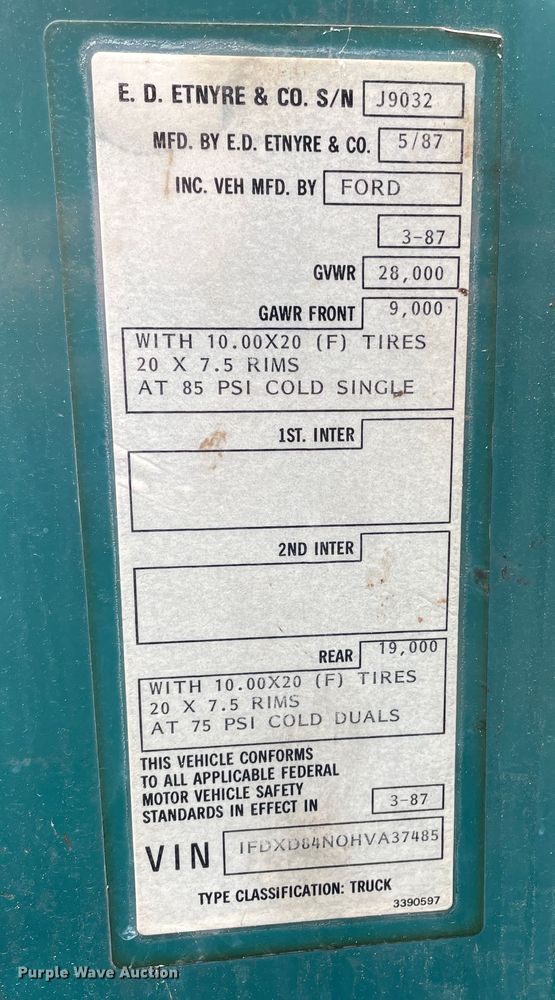 E. D. ETNYRE & CO. S/N J9032
MFD. BY E.D. ETNYRE & CO. 5/87
INC. VEH MFD. BY FORD
3-87
GVWR 28,000
GAWR FRONT 9,000
WITH 10.00X20 (F) TIRES
20 X 7.5 RIMS
AT 85 PSI COLD SINGLE
1ST. INTER
2ND INTER
REAR 19,000
WITH 10.00X20 (F) TIRES
20 X 7.5 RIMS
AT 75 PSI COLD DUALS
THIS VEHICLE CONFORMS
TO ALL APPLICABLE FEDERAL
MOTOR VEHICLE SAFETY
STANDARDS IN EFFECT IN 3-87
VIN 1FDXD84N0HVA37485
TYPE CLASSIFICATION: TRUCK
3390597
Purple Wave Auction